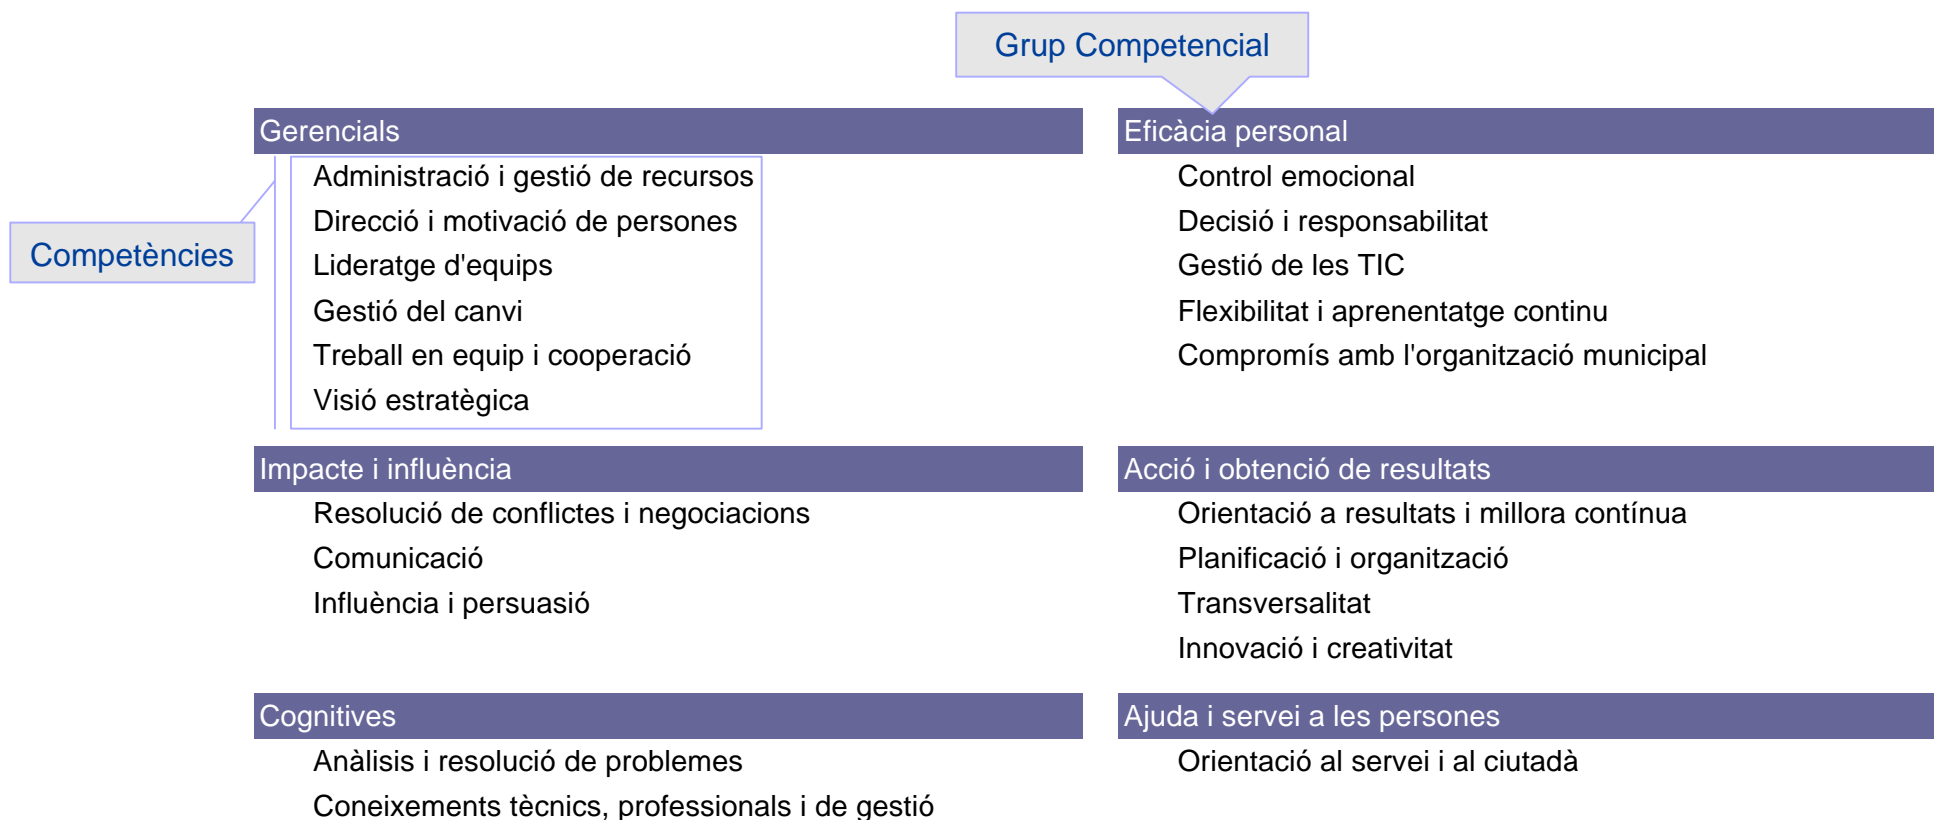 Grup Competencial
Gerencials
Administració i gestió de recursos
Direcció i motivació de persones
Lideratge d'equips
Gestió del canvi
Treball en equip i cooperació
Visió estratègica
Competències
Eficàcia personal
Control emocional
Decisió i responsabilitat
Gestió de les TIC
Flexibilitat i aprenentatge continu
Compromís amb l'organització municipal
Impacte i influència
Resolució de conflictes i negociacions
Comunicació
Influència i persuasió
Acció i obtenció de resultats
Orientació a resultats i millora contínua
Planificació i organització
Transversalitat
Innovació i creativitat
Cognitives
Anàlisis i resolució de problemes
Coneixements tècnics, professionals i de gestió
Ajuda i servei a les persones
Orientació al servei i al ciutadà